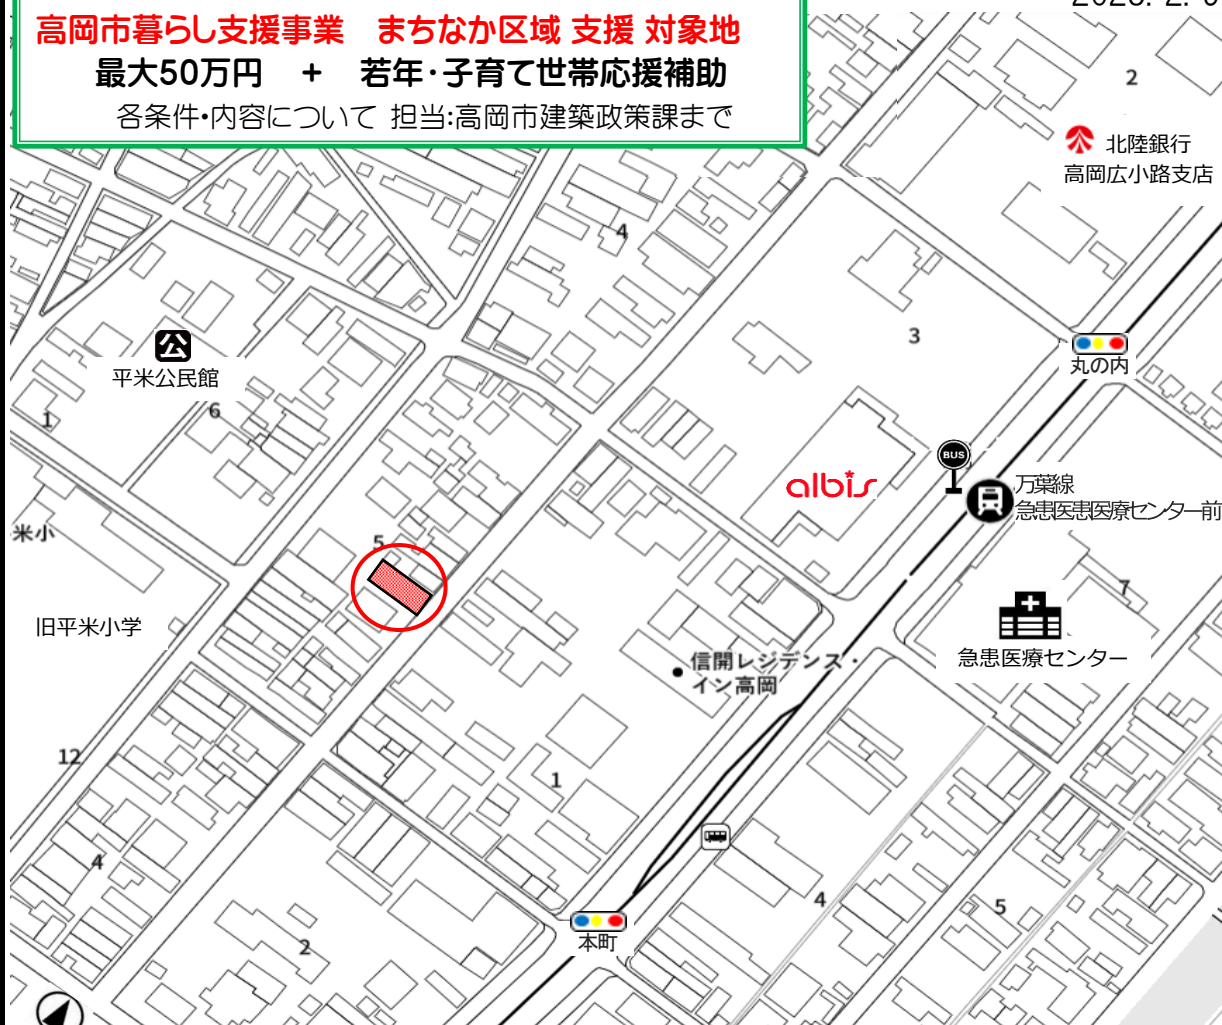 高岡市暮らし支援事業　まちなか区域 支援 対象地
最大50万円　+　若年・子育て世帯応援補助
各条件・内容について 担当:高岡市建築政策課まで
2
北陸銀行
高岡広小路支店
4
3
丸の内
公
平米公民館
6
1
BUS
albis
万葉線
急患医患医療センター前
米小
5
7
旧平米小学
急患医療センター
信開レジデンス・
イン高岡
12
1
4
4
5
本町
2